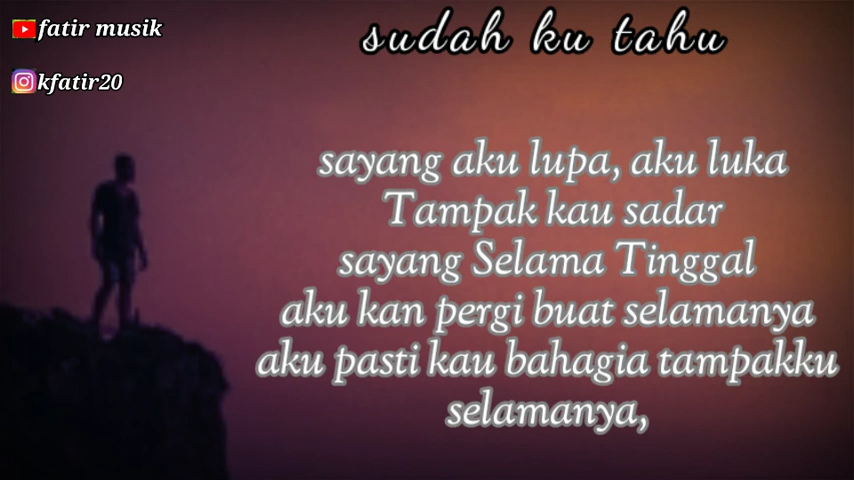 fatir musik
kfatir20
sudah ku tahu
sayang aku lupa, aku luka
Tampak kau sadar
sayang Selama Tinggal
aku kan pergi buat selamanya
aku pasti kau bahagia tampakku
selamanya,